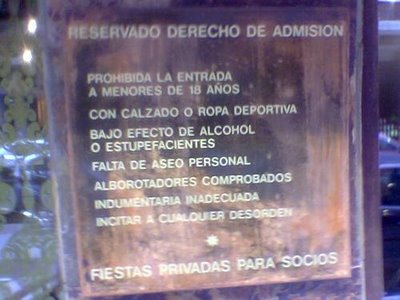 RESERVADO DERECHO DE ADMISION
PROHIBIDA LA ENTRADA
A MENORES DE 18 AÑOS
CON CALZADO O ROPA DEPORTIVA
BAJO EFECTO DE ALCOHOL
O ESTUPEFACIENTES
FALTA DE ASEO PERSONAL
ALBOROTADORES COMPROBADOS
INDUMENTARIA INADECUADA
INCITAR A CUALQUIER DESORDEN
*
FIESTAS PRIVADAS PARA SOCIOS